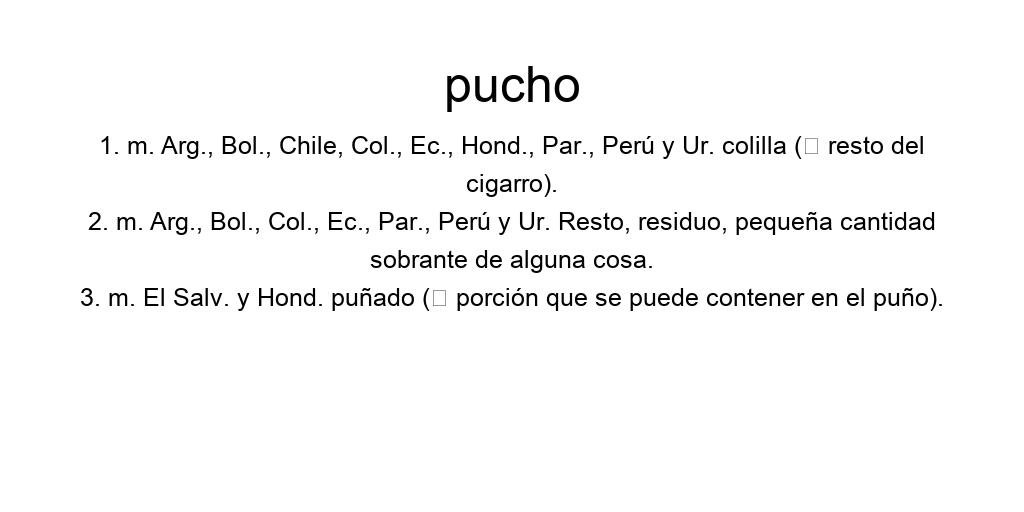 pucho
1. m. Arg., Bol., Chile, Col., Ec., Hond., Par., Perú y Ur. colilla (□ resto del
cigarro).
2. m. Arg., Bol., Col., Ec., Par., Perú y Ur. Resto, residuo, pequeña cantidad
sobrante de alguna cosa.
3. m. El Salv. y Hond. puñado (□ porción que se puede contener en el puño).